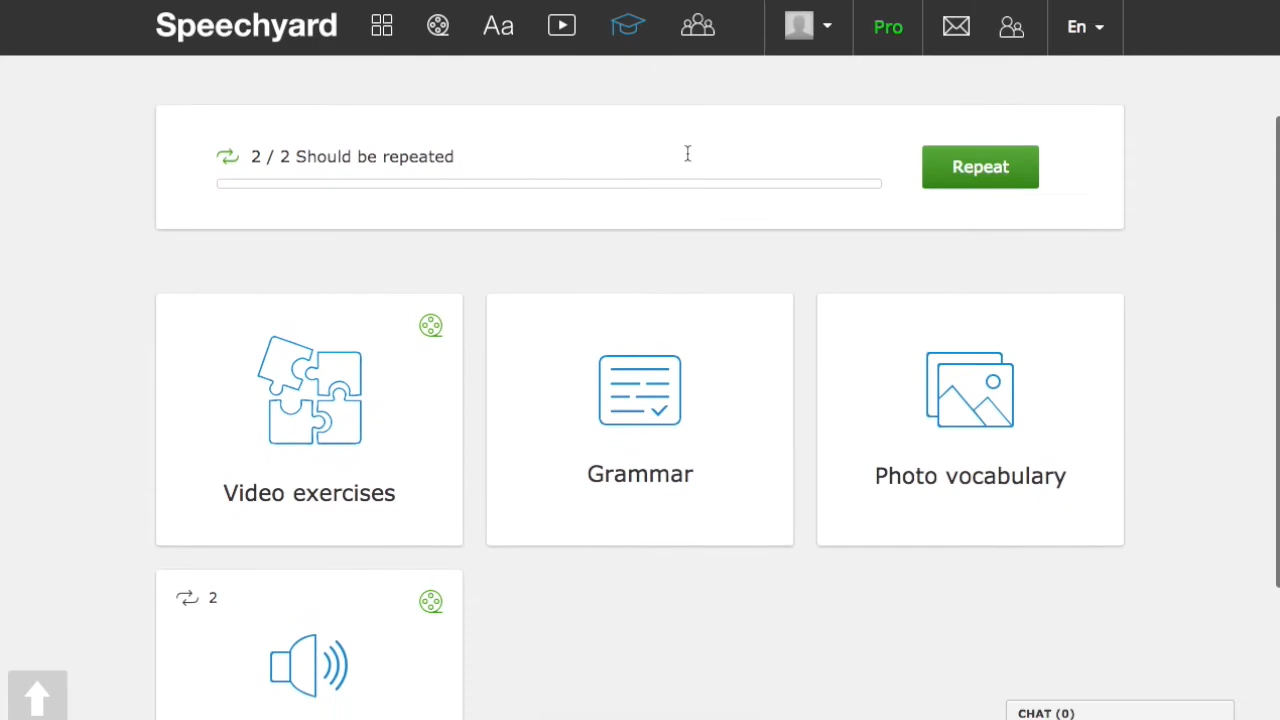 Speechyard Aa Pro En
2 / 2 Should be repeated
Repeat
Video exercises
Grammar
Photo vocabulary
2
CHAT (0)